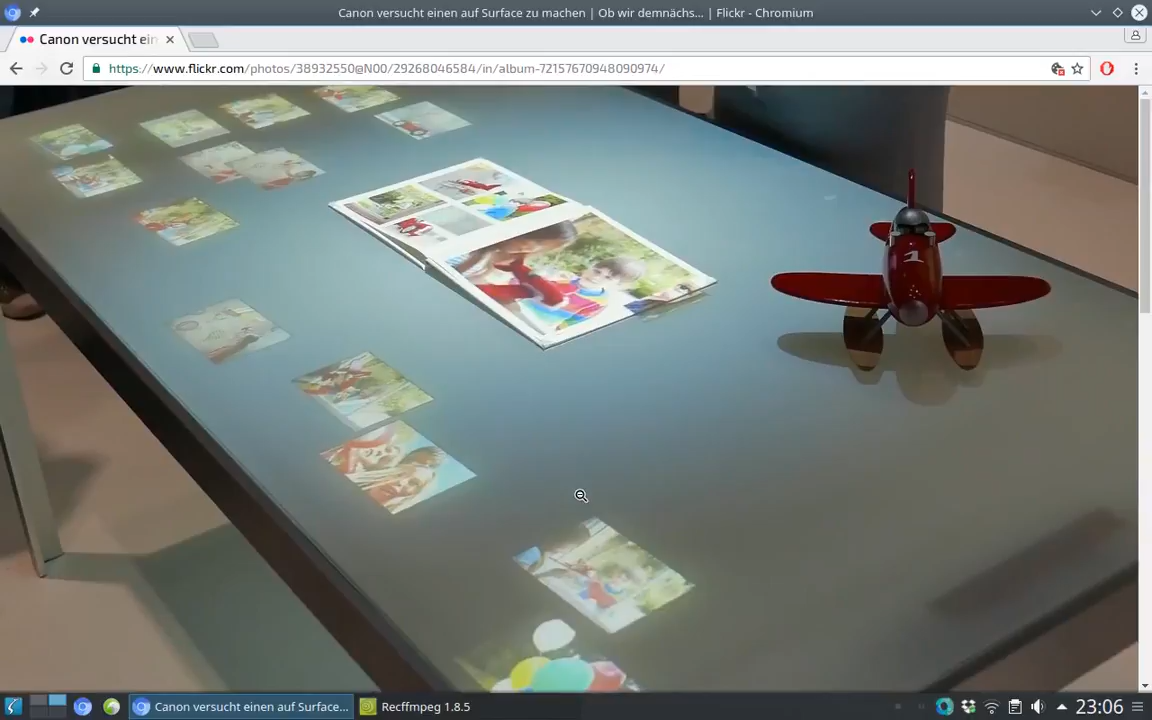 Canon versucht einen auf Surface zu machen | Ob wir demnächs... | Flickr - Chromium
Canon versucht ein
https://www.flickr.com/photos/38932550@N00/29268046584/in/album-72157670948090974/
1
Canon versucht einen auf Surface...
Recffmpeg 1.8.5
23:06